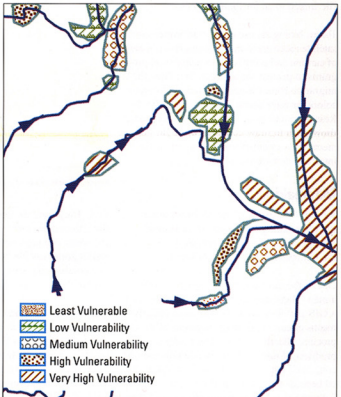 Least Vulnerable
Low Vulnerability
Medium Vulnerability
High Vulnerability
Very High Vulnerability